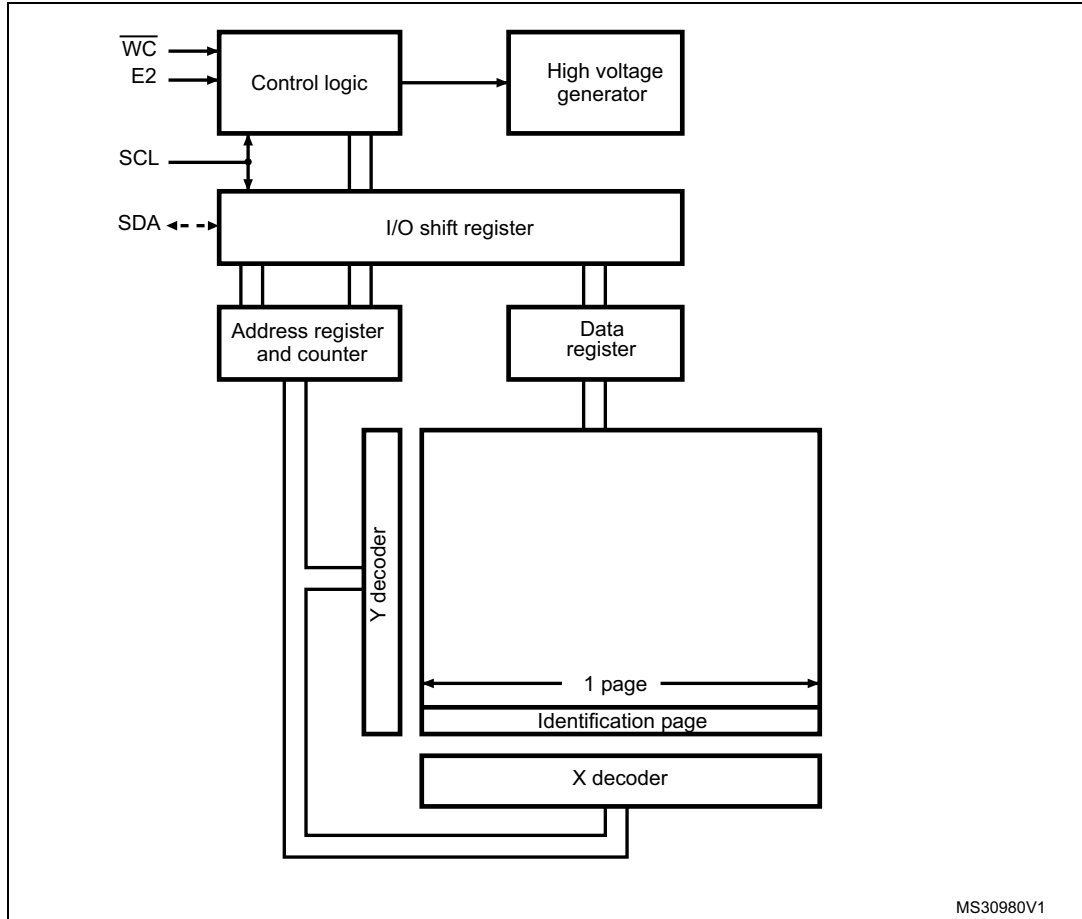 W̅C̅
E2
Control logic
High voltage
generator
SCL
SDA
I/O shift register
Address register
and counter
Data
register
Y decoder
1 page
Identification page
X decoder
MS30980V1